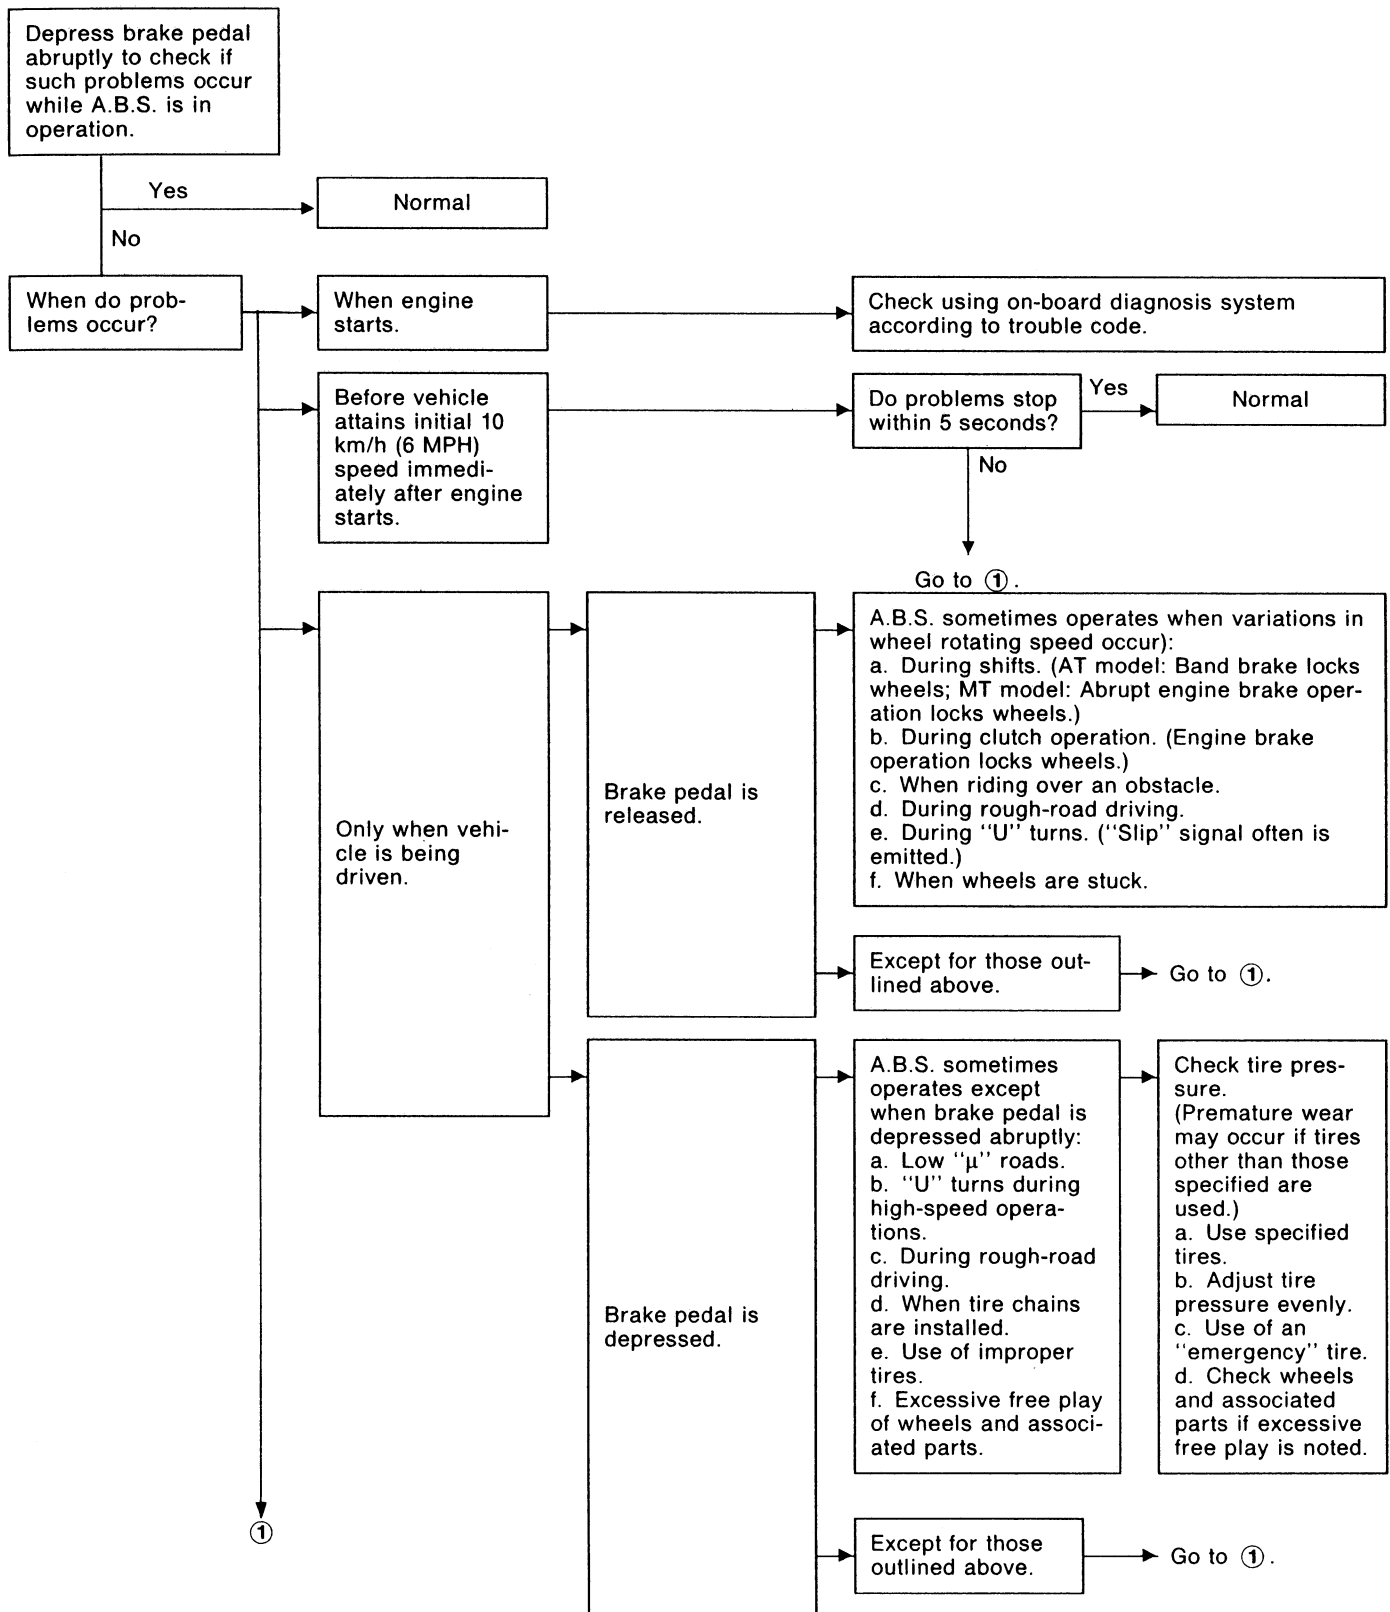 Depress brake pedal
abruptly to check if
such problems occur
while A.B.S. is in
operation.
Yes
Normal
No
When do prob-
lems occur?
When engine
starts.
Check using on-board diagnosis system
according to trouble code.
Before vehicle
attains initial 10
km/h (6 MPH)
speed immedi-
ately after engine
starts.
Do problems stop
within 5 seconds?
Yes
Normal
No
Go to ①.
Only when vehi-
cle is being
driven.
Brake pedal is
released.
A.B.S. sometimes operates when variations in
wheel rotating speed occur):
a. During shifts. (AT model: Band brake locks
wheels; MT model: Abrupt engine brake oper-
ation locks wheels.)
b. During clutch operation. (Engine brake
operation locks wheels.)
c. When riding over an obstacle.
d. During rough-road driving.
e. During "U" turns. ("Slip" signal often is
emitted.)
f. When wheels are stuck.
Except for those out-
lined above.
Go to ①.
Brake pedal is
depressed.
A.B.S. sometimes
operates except
when brake pedal is
depressed abruptly:
a. Low "µ" roads.
b. "U" turns during
high-speed opera-
tions.
c. During rough-road
driving.
d. When tire chains
are installed.
e. Use of improper
tires.
f. Excessive free play
of wheels and associ-
ated parts.
Check tire pres-
sure.
(Premature wear
may occur if tires
other than those
specified are
used.)
a. Use specified
tires.
b. Adjust tire
pressure evenly.
c. Use of an
"emergency" tire.
d. Check wheels
and associated
parts if excessive
free play is noted.
Except for those
outlined above.
Go to ①.
①